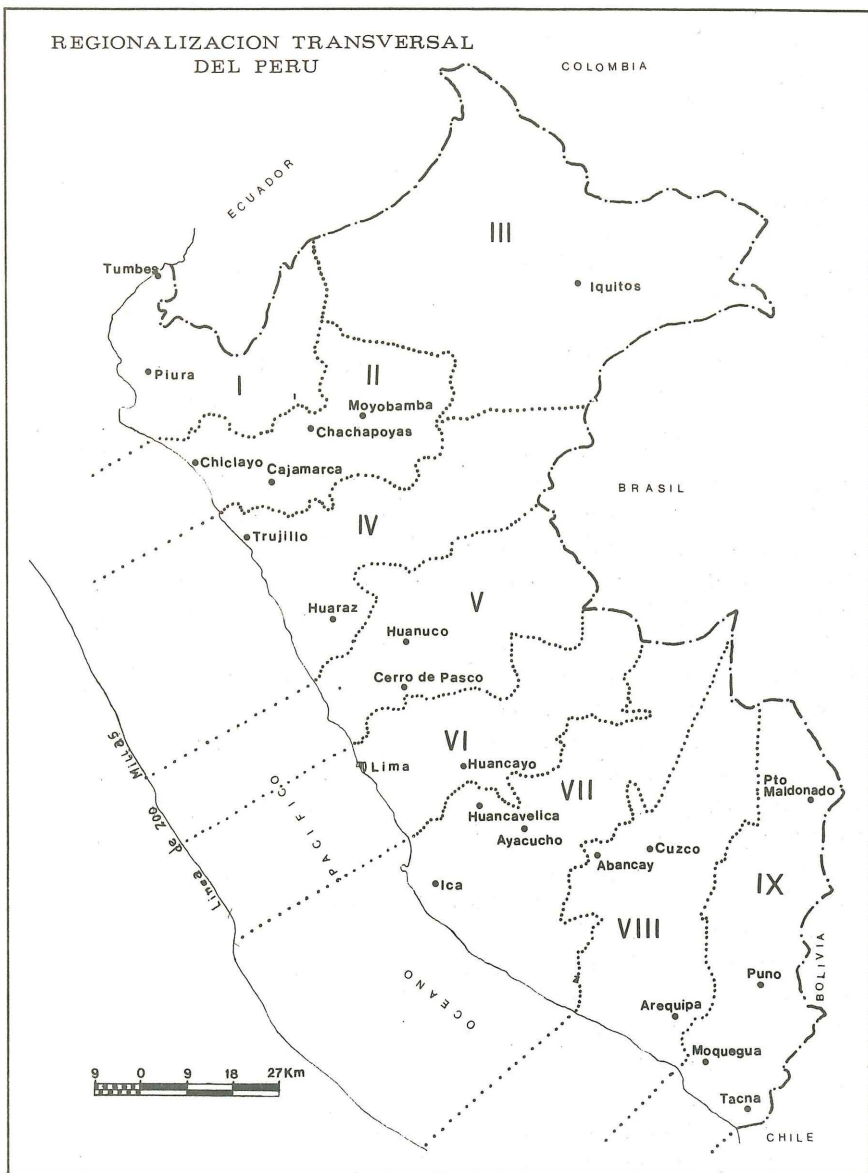 REGIONALIZACION TRANSVERSAL
DEL PERU
COLOMBIA
ECUADOR
III
Tumbes
Iquitos
Piura
I
II
Moyobamba
Chachapoyas
Chiclayo
Cajamarca
BRASIL
IV
Trujillo
V
Huaraz
Huanuco
Cerro de Pasco
VI
Lima
Huancayo
VII
Pto
Maldonado
Huancavelica
Ayacucho
Linea de 200 Millas
PACIFICO
Cuzco
Abancay
Ica
IX
VIII
BOLIVIA
Puno
OCEANO
Arequipa
Moquegua
9 0 9 18 27Km
Tacna
CHILE